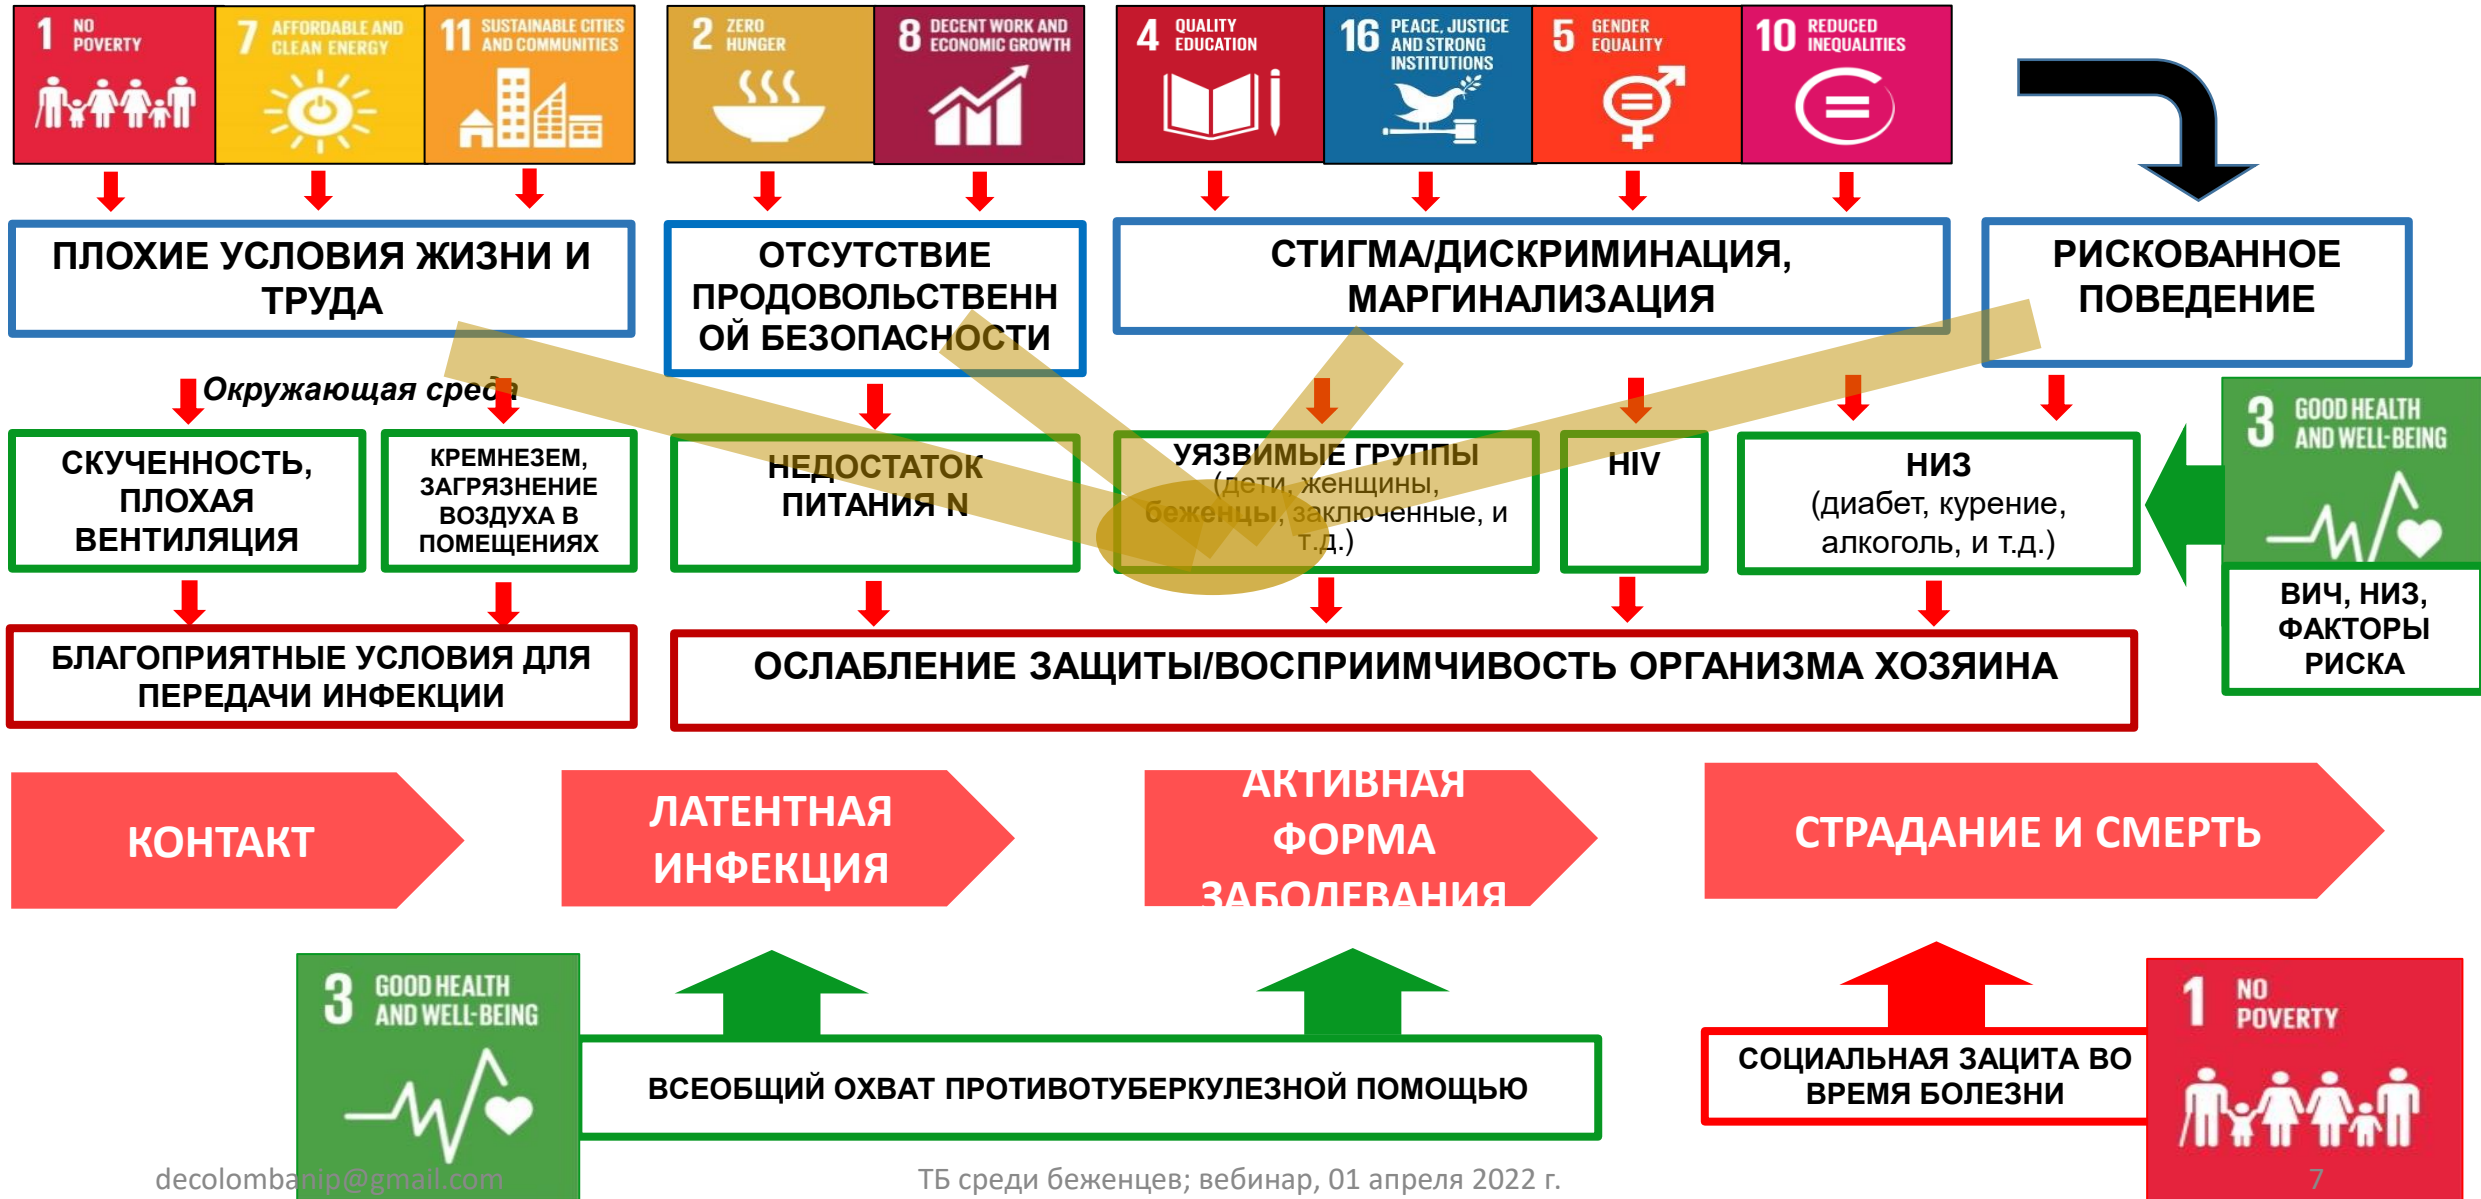 1 NO
POVERTY
7 AFFORDABLE AND
CLEAN ENERGY
11 SUSTAINABLE CITIES
AND COMMUNITIES
2 ZERO
HUNGER
8 DECENT WORK AND
ECONOMIC GROWTH
4 QUALITY
EDUCATION
16 PEACE, JUSTICE
AND STRONG
INSTITUTIONS
5 GENDER
EQUALITY
10 REDUCED
INEQUALITIES
ПЛОХИЕ УСЛОВИЯ ЖИЗНИ И
ТРУДА
ОТСУТСТВИЕ
ПРОДОВОЛЬСТВЕНН
ОЙ БЕЗОПАСНОСТИ
СТИГМА/ДИСКРИМИНАЦИЯ,
МАРГИНАЛИЗАЦИЯ
РИСКОВАННОЕ
ПОВЕДЕНИЕ
Окружающая среда
СКУЧЕННОСТЬ,
ПЛОХАЯ
ВЕНТИЛЯЦИЯ
КРЕМНЕЗЕМ,
ЗАГРЯЗНЕНИЕ
ВОЗДУХА В
ПОМЕЩЕНИЯХ
НЕДОСТАТОК
ПИТАНИЯ N
УЯЗВИМЫЕ ГРУППЫ
(дети, женщины,
беженцы, заключенные, и
т.д.)
HIV
НИЗ
(диабет, курение,
алкоголь, и т.д.)
3 GOOD HEALTH
AND WELL-BEING
ВИЧ, НИЗ,
ФАКТОРЫ
РИСКА
БЛАГОПРИЯТНЫЕ УСЛОВИЯ ДЛЯ
ПЕРЕДАЧИ ИНФЕКЦИИ
ОСЛАБЛЕНИЕ ЗАЩИТЫ/ВОСПРИИМЧИВОСТЬ ОРГАНИЗМА ХОЗЯИНА
КОНТАКТ
ЛАТЕНТНАЯ
ИНФЕКЦИЯ
АКТИВНАЯ
ФОРМА
ЗАБОЛЕВАНИЯ
СТРАДАНИЕ И СМЕРТЬ
3 GOOD HEALTH
AND WELL-BEING
ВСЕОБЩИЙ ОХВАТ ПРОТИВОТУБЕРКУЛЕЗНОЙ ПОМОЩЬЮ
СОЦИАЛЬНАЯ ЗАЦИТА ВО
ВРЕМЯ БОЛЕЗНИ
1 NO
POVERTY
decolombanip@gmail.com
ТБ среди беженцев; вебинар, 01 апреля 2022 г.
7